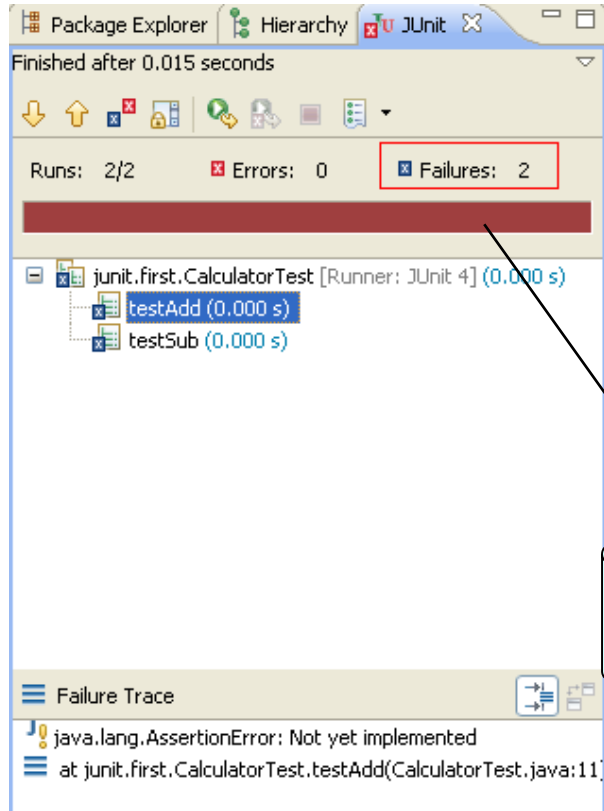 Package Explorer Hierarchy JUnit
Finished after 0.015 seconds
Runs: 2/2 Errors: 0 Failures: 2
junit.first.CalculatorTest [Runner: JUnit 4] (0.000 s)
testAdd (0.000 s)
testSub (0.000 s)
Failure Trace
java.lang.AssertionError: Not yet implemented
at junit.first.CalculatorTest.testAdd(CalculatorTest.java:11)